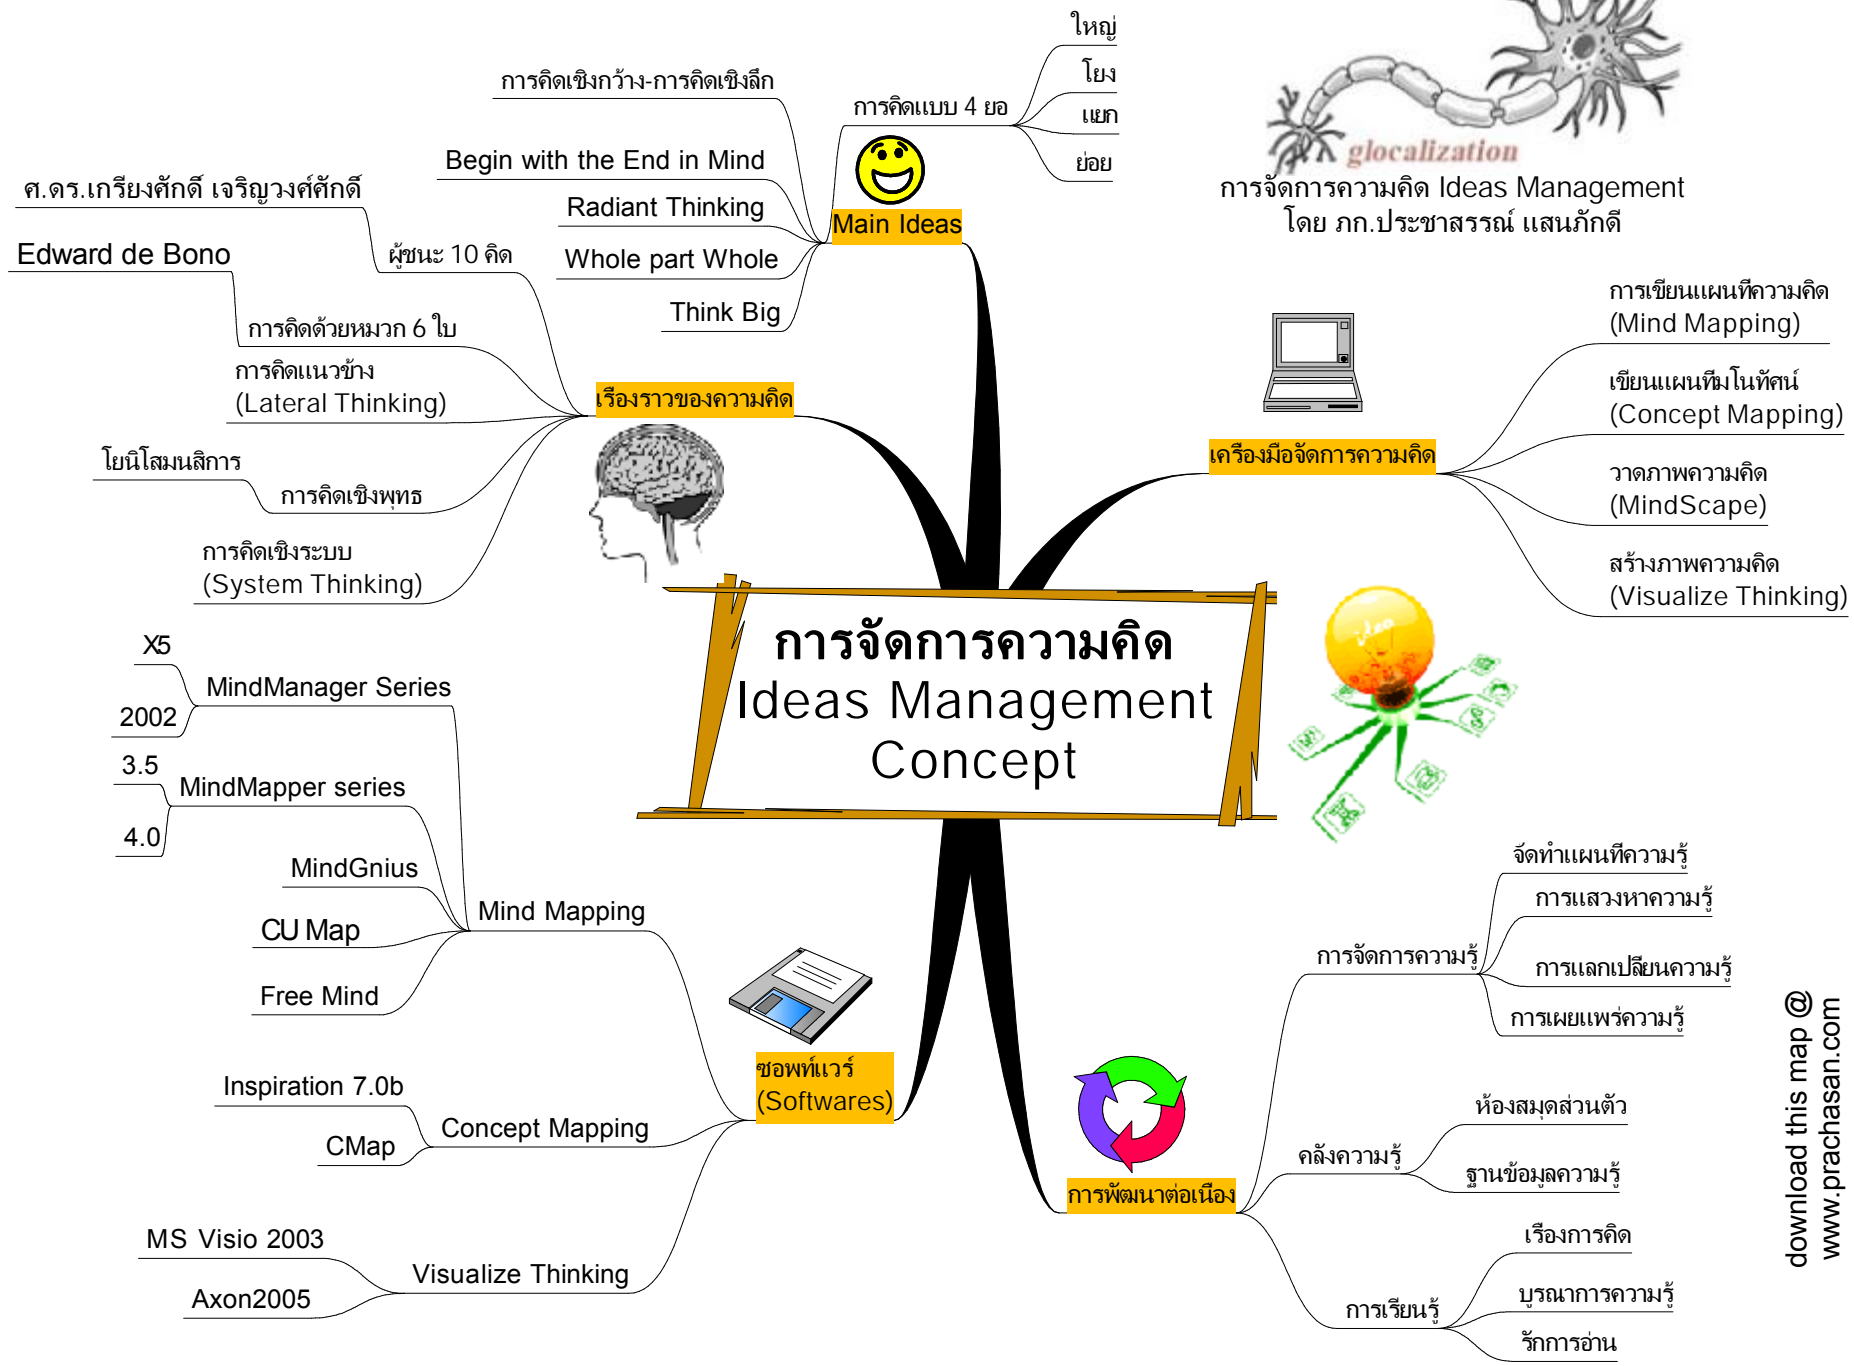 glocalization
การจัดการความคิด Ideas Management
โดย ภก.ประชาสรรณ์ แสนภักดี
การจัดการความคิด
Ideas Management
Concept
Main Ideas
การคิดแบบ 4 ยอ
ใหญ่
โยง
แยก
ย่อย
การคิดเชิงกว้าง-การคิดเชิงลึก
Begin with the End in Mind
Radiant Thinking
Whole part Whole
Think Big
เรื่องราวของความคิด
ผู้ชนะ 10 คิด
ศ.ดร.เกรียงศักดิ์ เจริญวงศ์ศักดิ์
การคิดด้วยหมวก 6 ใบ
Edward de Bono
การคิดแนวข้าง
(Lateral Thinking)
การคิดเชิงพุทธ
โยนิโสมนสิการ
การคิดเชิงระบบ
(System Thinking)
เครื่องมือจัดการความคิด
การเขียนแผนที่ความคิด
(Mind Mapping)
เขียนแผนที่มโนทัศน์
(Concept Mapping)
วาดภาพความคิด
(MindScape)
สร้างภาพความคิด
(Visualize Thinking)
idea
ซอพท์แวร์
(Softwares)
Mind Mapping
MindManager Series
X5
2002
MindMapper series
3.5
4.0
MindGnius
CU Map
Free Mind
Concept Mapping
Inspiration 7.0b
CMap
Visualize Thinking
MS Visio 2003
Axon2005
การพัฒนาต่อเนื่อง
การจัดการความรู้
จัดทำแผนที่ความรู้
การแสวงหาความรู้
การแลกเปลี่ยนความรู้
การเผยแพร่ความรู้
คลังความรู้
ห้องสมุดส่วนตัว
ฐานข้อมูลความรู้
การเรียนรู้
เรื่องการคิด
บูรณาการความรู้
รักการอ่าน
download this map @
www.prachasan.com